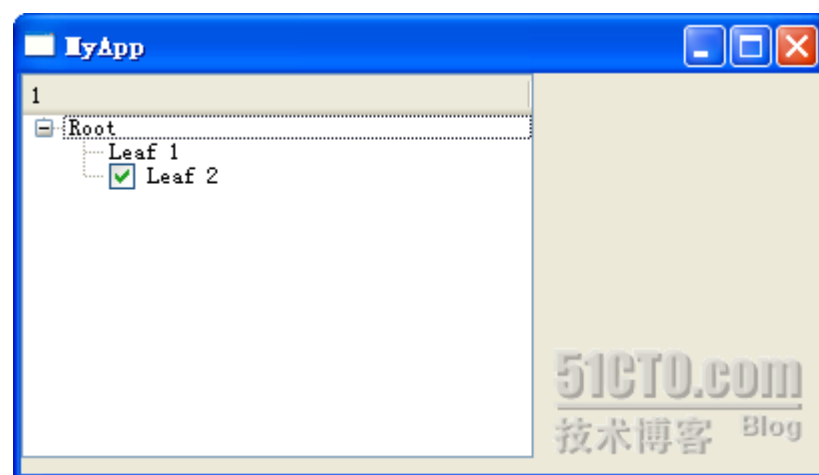 MyApp
1
Root
Leaf 1
Leaf 2
51CTO.com
技术博客 Blog